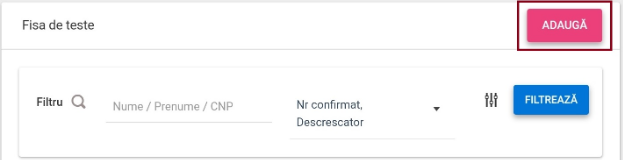 Fisa de teste
ADAUGĂ
Filtru
Nume / Prenume / CNP
Nr confirmat,
Descrescator
FILTREAZĂ